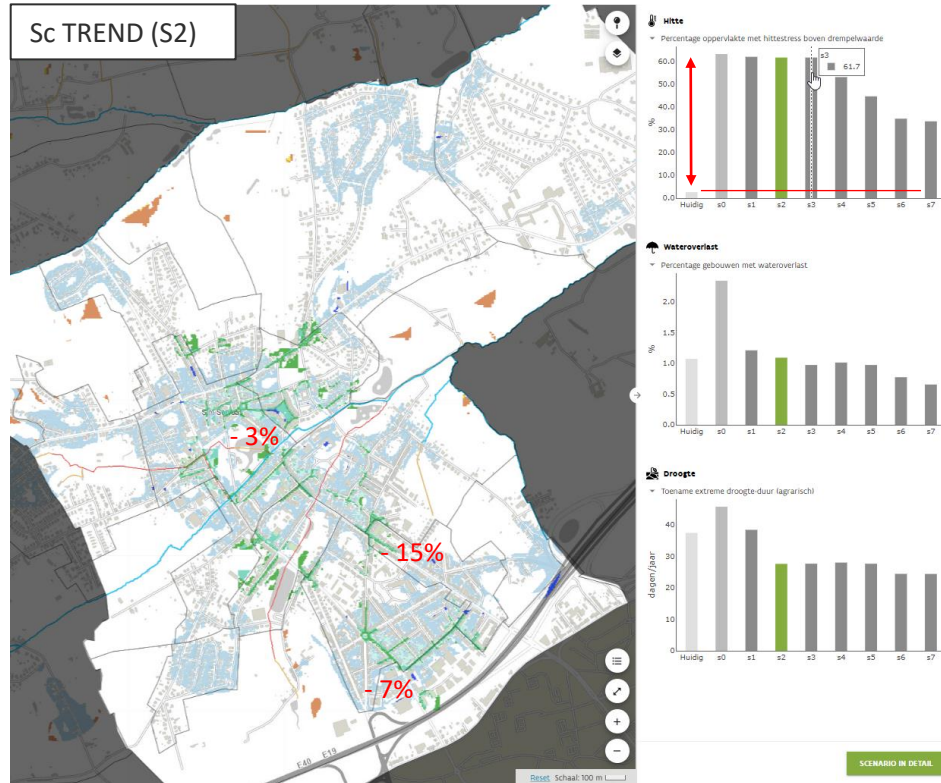 Sc TREND (S2)
- 3%
- 15%
- 7%
E40
E19
Reset Schaal: 100 m
Hitte
Percentage oppervlakte met hittestress boven drempelwaarde
60.0
50.0
40.0
30.0
20.0
10.0
0.0
%
s3
61.7
Huidig s0 s1 s2 s3 s4 s5 s6 s7
Wateroverlast
Percentage gebouwen met wateroverlast
2.0
1.5
1.0
0.5
0.0
%
Huidig s0 s1 s2 s3 s4 s5 s6 s7
Droogte
Toename extreme droogte-duur (agrarisch)
40
30
20
10
0
dagen/jaar
Huidig s0 s1 s2 s3 s4 s5 s6 s7
SCENARIO IN DETAIL